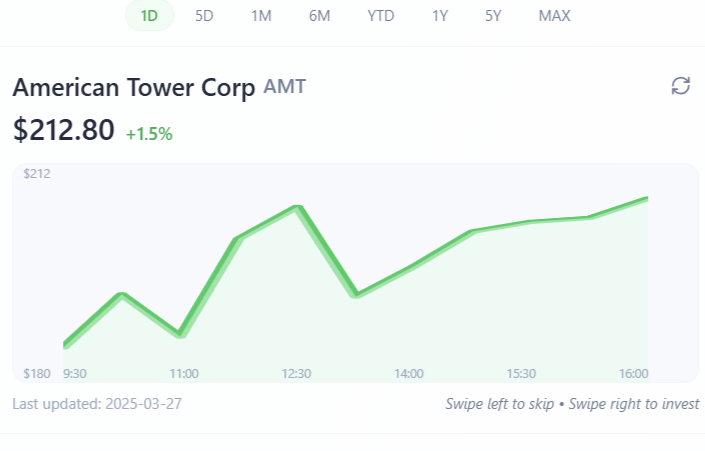 1D 5D 1M 6M YTD 1Y 5Y MAX
American Tower Corp AMT
$212.80 +1.5%
$212
$180 9:30 11:00 12:30 14:00 15:30 16:00
Last updated: 2025-03-27 Swipe left to skip • Swipe right to invest